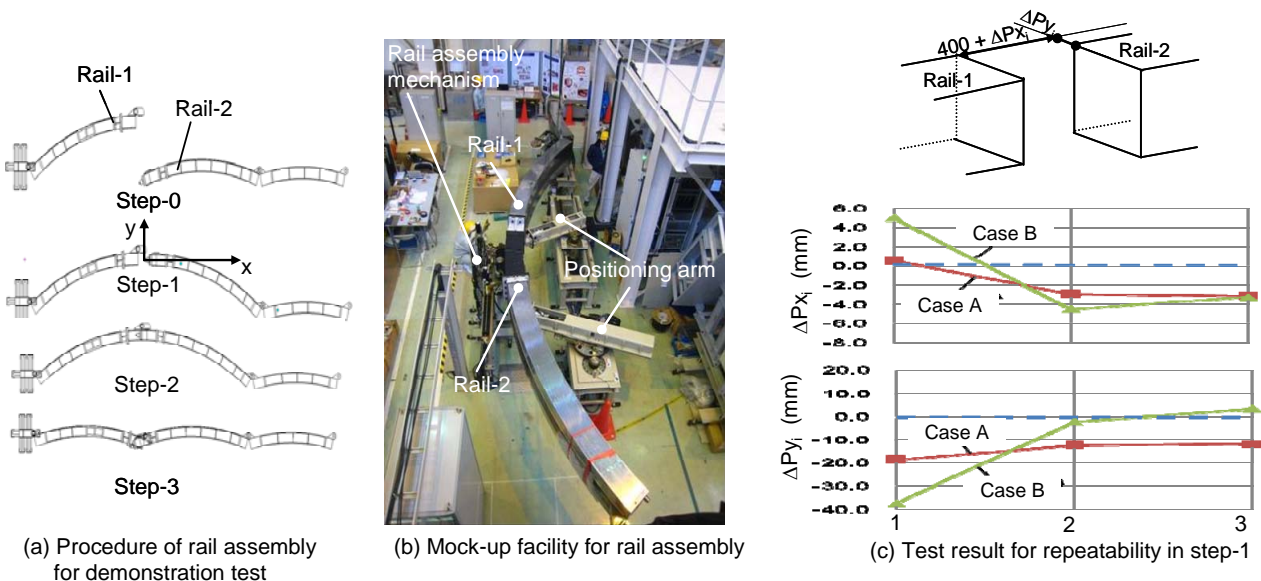 Rail-1
Rail-2
Step-0
y
x
Step-1
Step-2
Step-3
(a) Procedure of rail assembly
for demonstration test
Rail assembly
mechanism
Rail-1
Positioning arm
Rail-2
(b) Mock-up facility for rail assembly
400 + ΔPxi
ΔPyi
Rail-1
Rail-2
ΔPxi (mm)
6.0
4.0
2.0
0.0
-2.0
-4.0
-6.0
-8.0
Case B
Case A
ΔPyi (mm)
20.0
10.0
0.0
-10.0
-20.0
-30.0
-40.0
Case A
Case B
1
2
3
(c) Test result for repeatability in step-1